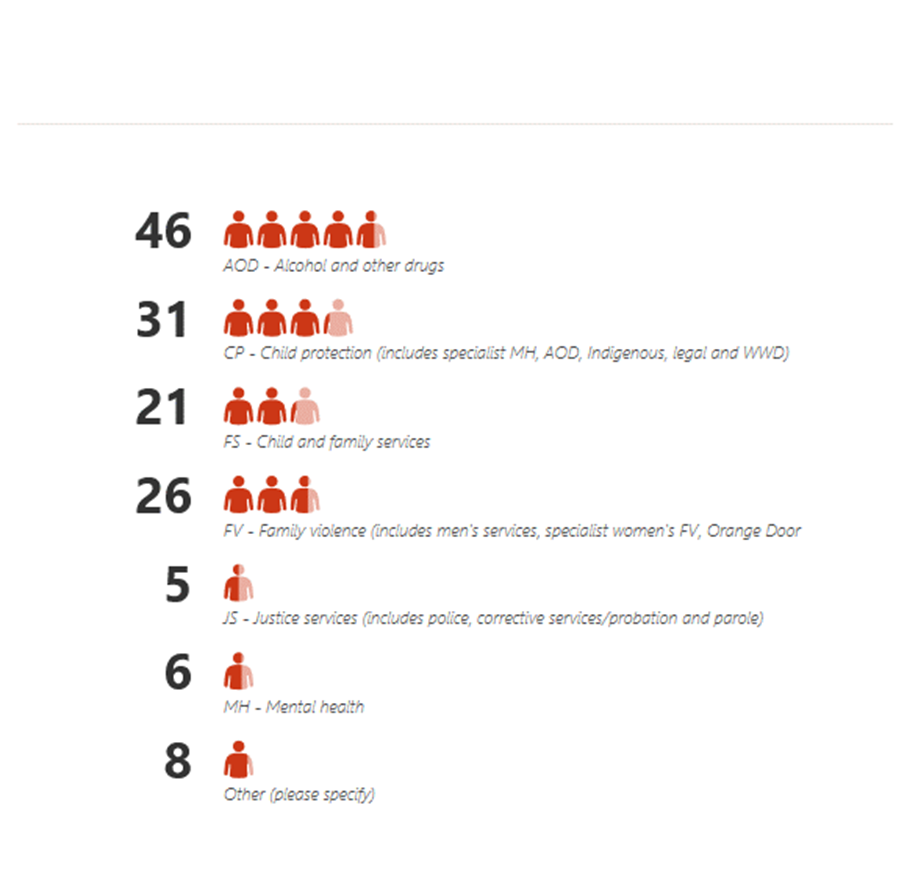 46
AOD - Alcohol and other drugs
31
CP - Child protection (includes specialist MH, AOD, Indigenous, legal and WWD)
21
FS - Child and family services
26
FV - Family violence (includes men's services, specialist women's FV, Orange Door
5
JS - Justice services (includes police, corrective services/probation and parole)
6
MH - Mental health
8
Other (please specify)